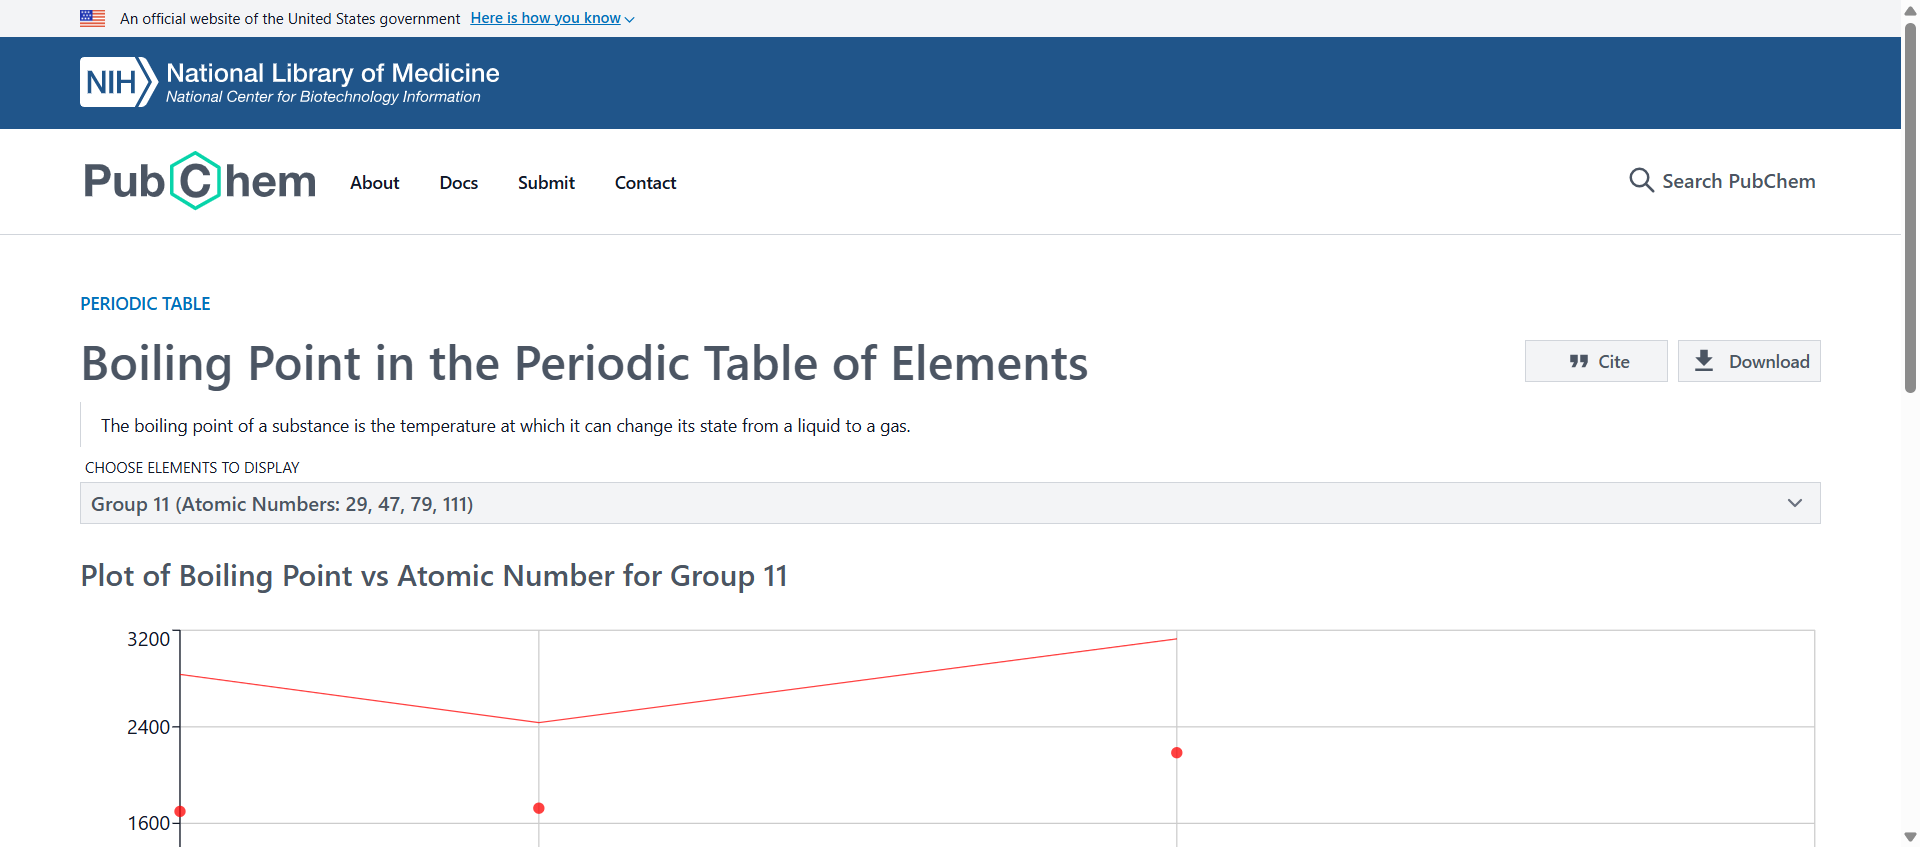 An official website of the United States government Here is how you know
NIH National Library of Medicine
National Center for Biotechnology Information
PubChem About Docs Submit Contact Search PubChem
PERIODIC TABLE
Boiling Point in the Periodic Table of Elements
Cite Download
The boiling point of a substance is the temperature at which it can change its state from a liquid to a gas.
CHOOSE ELEMENTS TO DISPLAY
Group 11 (Atomic Numbers: 29, 47, 79, 111)
Plot of Boiling Point vs Atomic Number for Group 11
3200
2400
1600